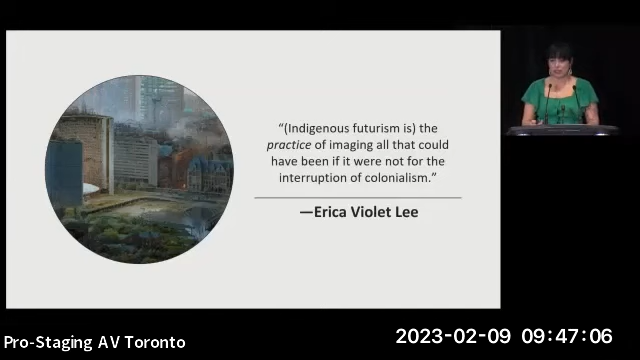 “(Indigenous futurism is) the
practice of imaging all that could
have been if it were not for the
interruption of colonialism.”
—Erica Violet Lee
Pro-Staging AV Toronto
2023-02-09 09:47:06